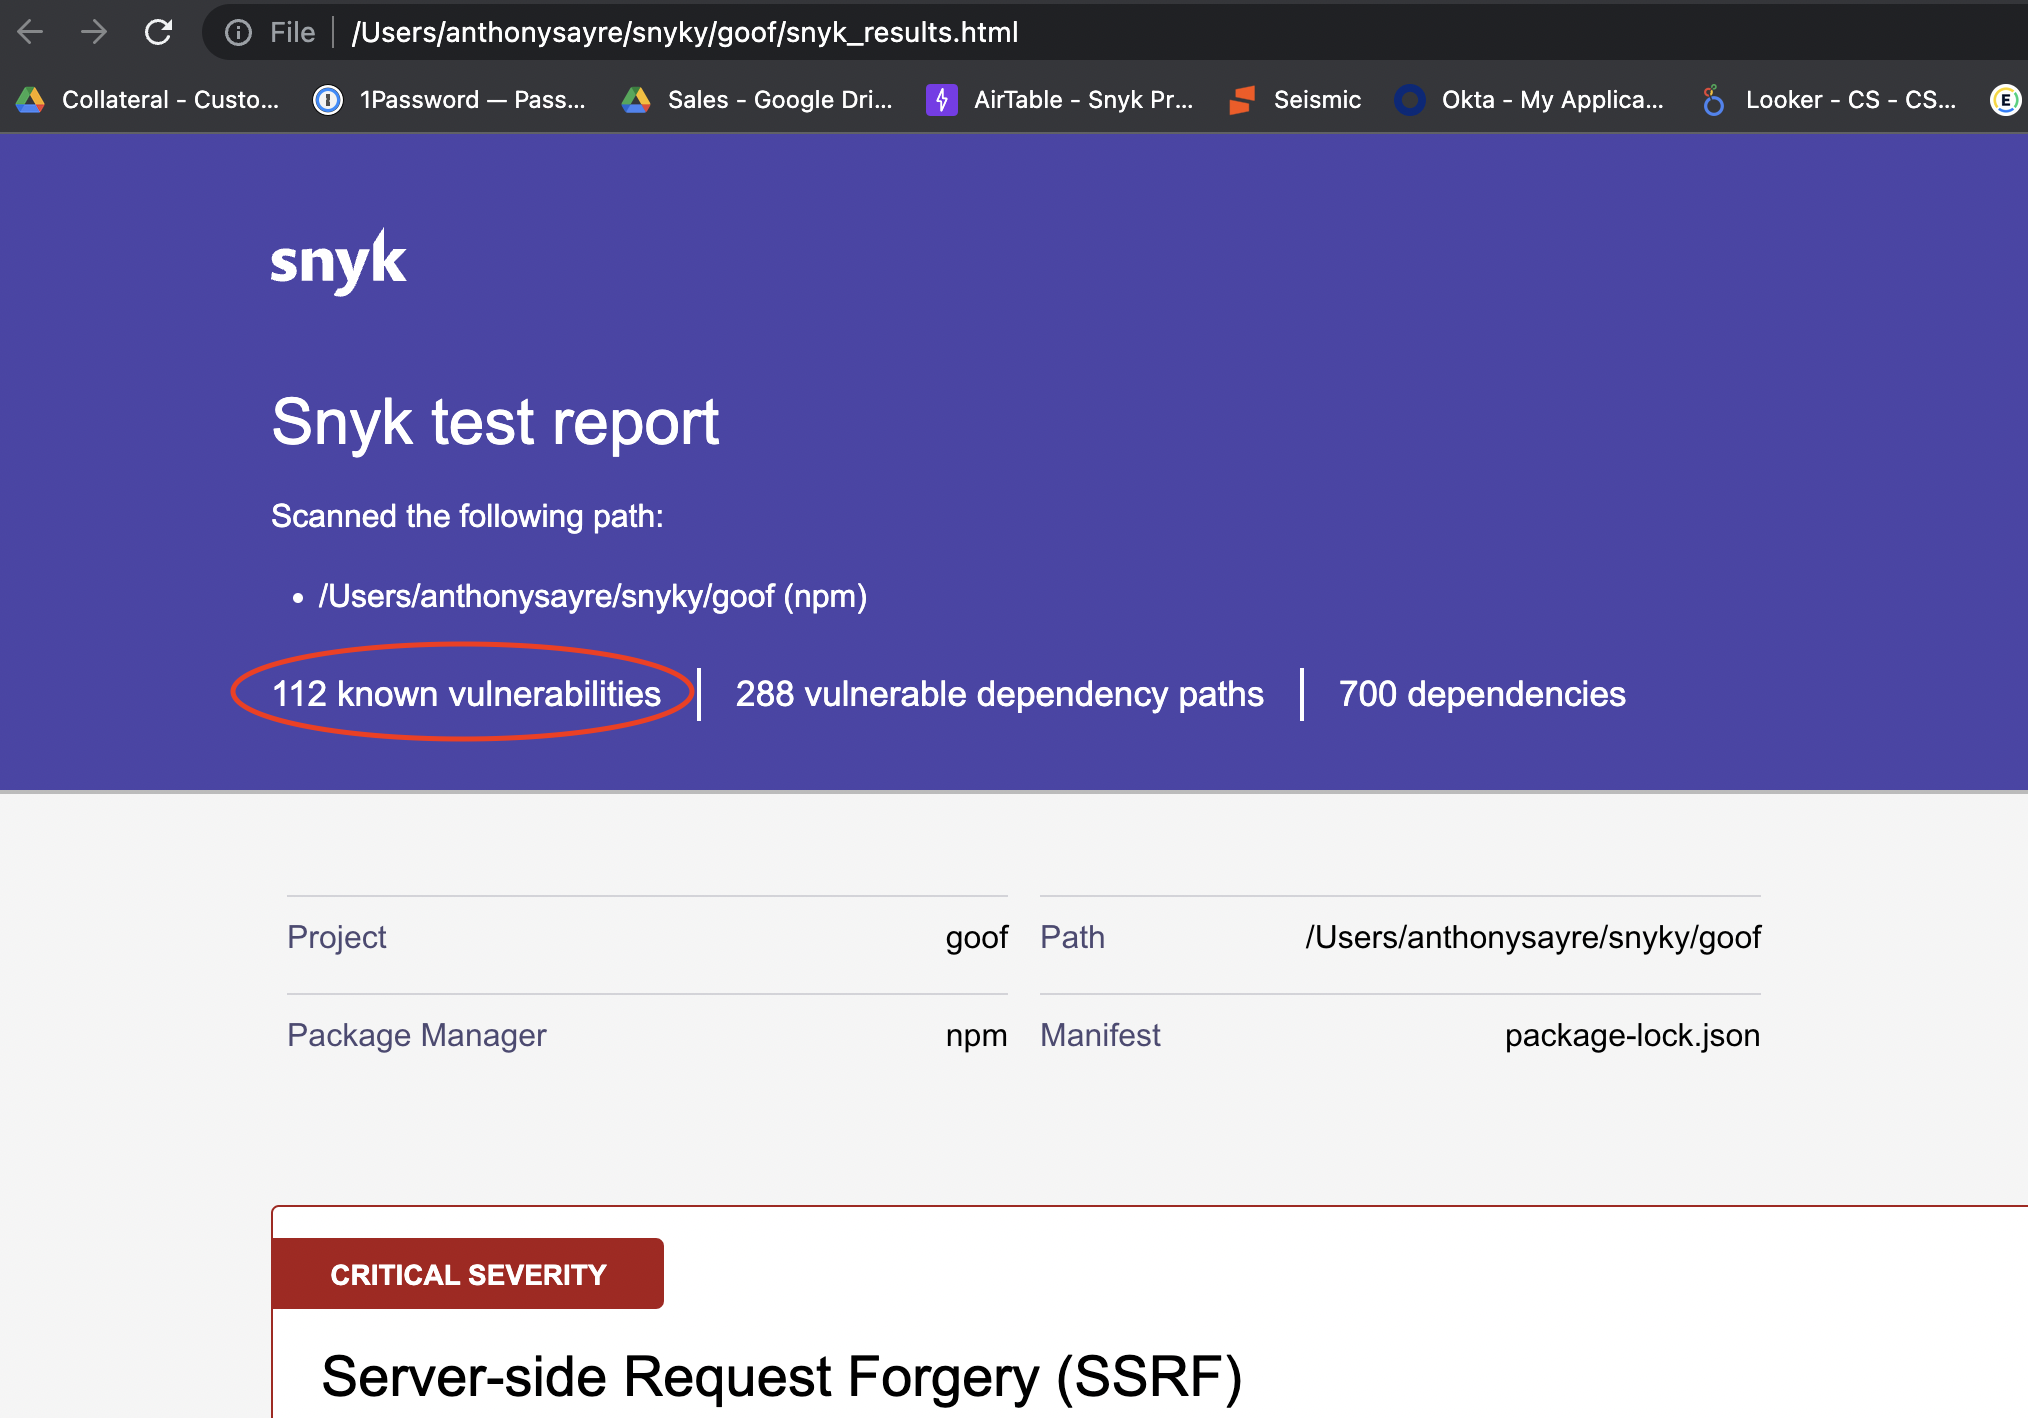 File /Users/anthonysayre/snyky/goof/snyk_results.html
Collateral - Custo... 1Password — Pass... Sales - Google Dri... AirTable - Snyk Pr... Seismic Okta - My Applica... Looker - CS - CS... E
snyk
Snyk test report
Scanned the following path:
• /Users/anthonysayre/snyky/goof (npm)
112 known vulnerabilities | 288 vulnerable dependency paths | 700 dependencies
Project goof Path /Users/anthonysayre/snyky/goof
Package Manager npm Manifest package-lock.json
CRITICAL SEVERITY
Server-side Request Forgery (SSRF)